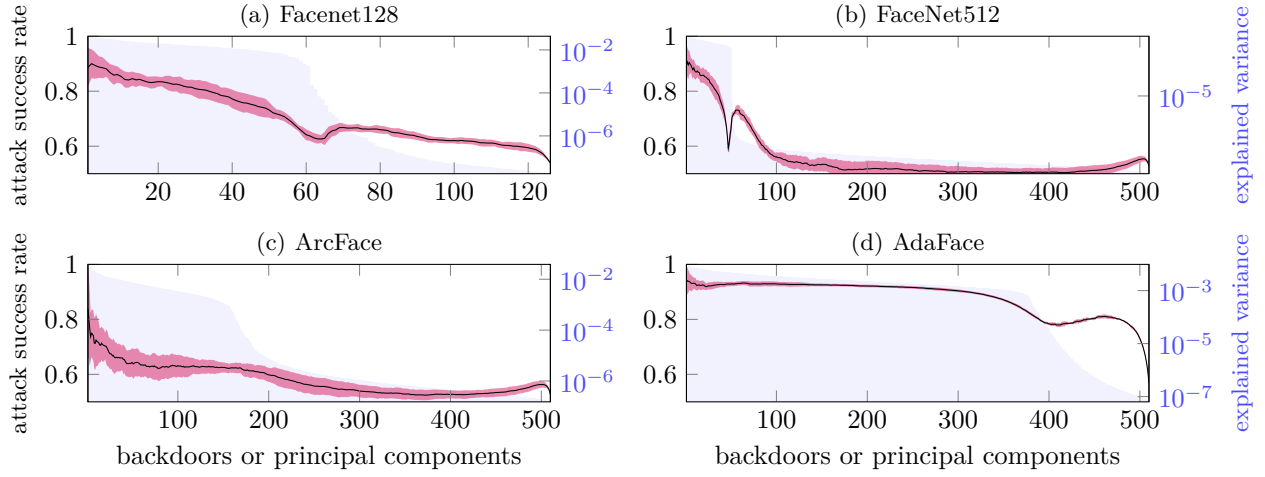 (a) Facenet128
(b) FaceNet512
attack success rate
1
0.8
0.6
20 40 60 80 100 120
10^{-2}
10^{-4}
10^{-6}
1
0.8
0.6
100 200 300 400 500
10^{-5}
explained variance
(c) ArcFace
(d) AdaFace
attack success rate
1
0.8
0.6
100 200 300 400 500
10^{-2}
10^{-4}
10^{-6}
1
0.8
0.6
100 200 300 400 500
10^{-3}
10^{-5}
10^{-7}
explained variance
backdoors or principal components
backdoors or principal components